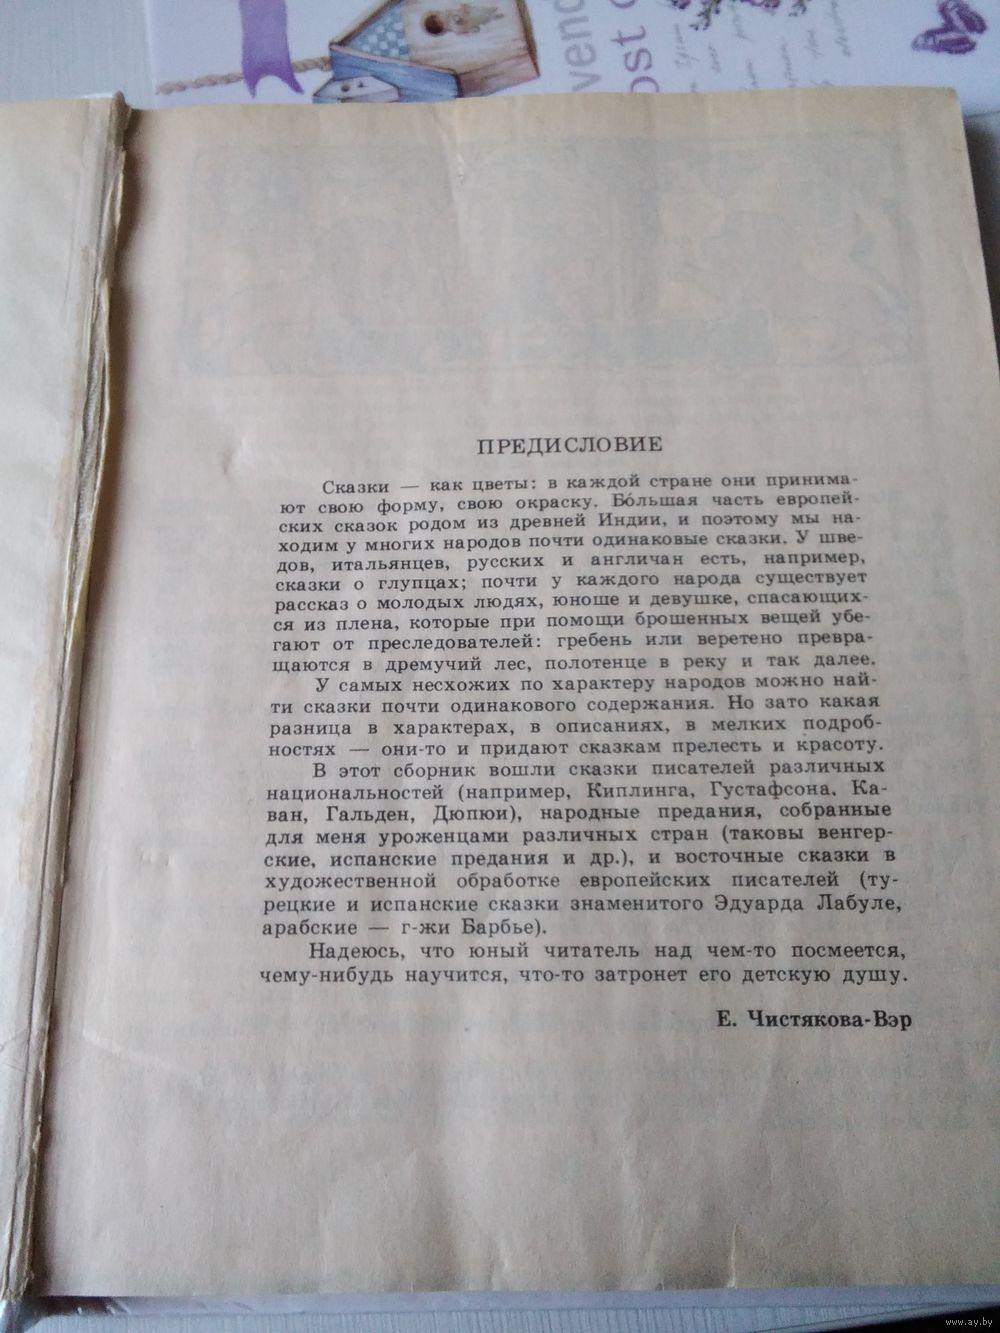 vend
ost
ПРЕДИСЛОВИЕ
Сказки — как цветы: в каждой стране они принима-
ют свою форму, свою окраску. Бо́льшая часть европей-
ских сказок родом из древней Индии, и поэтому мы на-
ходим у многих народов почти одинаковые сказки. У шве-
дов, итальянцев, русских и англичан есть, например,
сказки о глупцах; почти у каждого народа существует
рассказ о молодых людях, юноше и девушке, спасающих-
ся из плена, которые при помощи брошенных вещей убе-
гают от преследователей: гребень или веретено превра-
щаются в дремучий лес, полотенце в реку и так далее.
У самых несхожих по характеру народов можно най-
ти сказки почти одинакового содержания. Но зато какая
разница в характерах, в описаниях, в мелких подроб-
ностях — они-то и придают сказкам прелесть и красоту.
В этот сборник вошли сказки писателей различных
национальностей (например, Киплинга, Густафсона, Ка-
ван, Гальден, Дюпюи), народные предания, собранные
для меня уроженцами различных стран (таковы венгер-
ские, испанские предания и др.), и восточные сказки в
художественной обработке европейских писателей (ту-
рецкие и испанские сказки знаменитого Эдуарда Лабуле,
арабские — г-жи Барбье).
Надеюсь, что юный читатель над чем-то посмеется,
чему-нибудь научится, что-то затронет его детскую душу.
Е. Чистякова-Вэр
www.ay.by